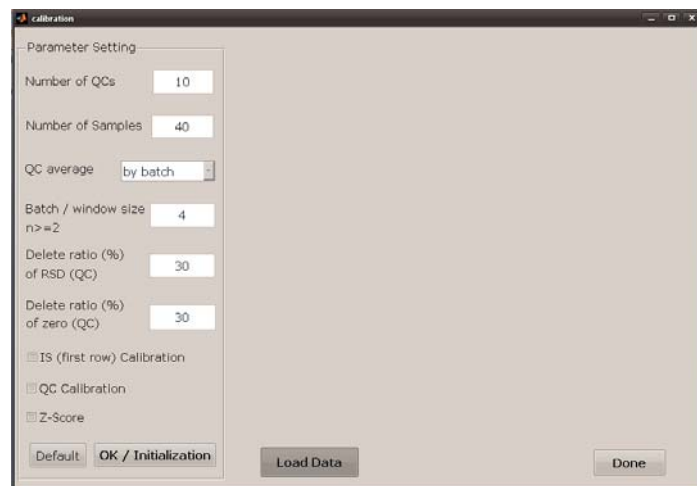 calibration
Parameter Setting
Number of QCs 10
Number of Samples 40
QC average by batch
Batch / window size
n>=2 4
Delete ratio (%)
of RSD (QC) 30
Delete ratio (%)
of zero (QC) 30
IS (first row) Calibration
QC Calibration
Z-Score
Default OK / Initialization Load Data Done